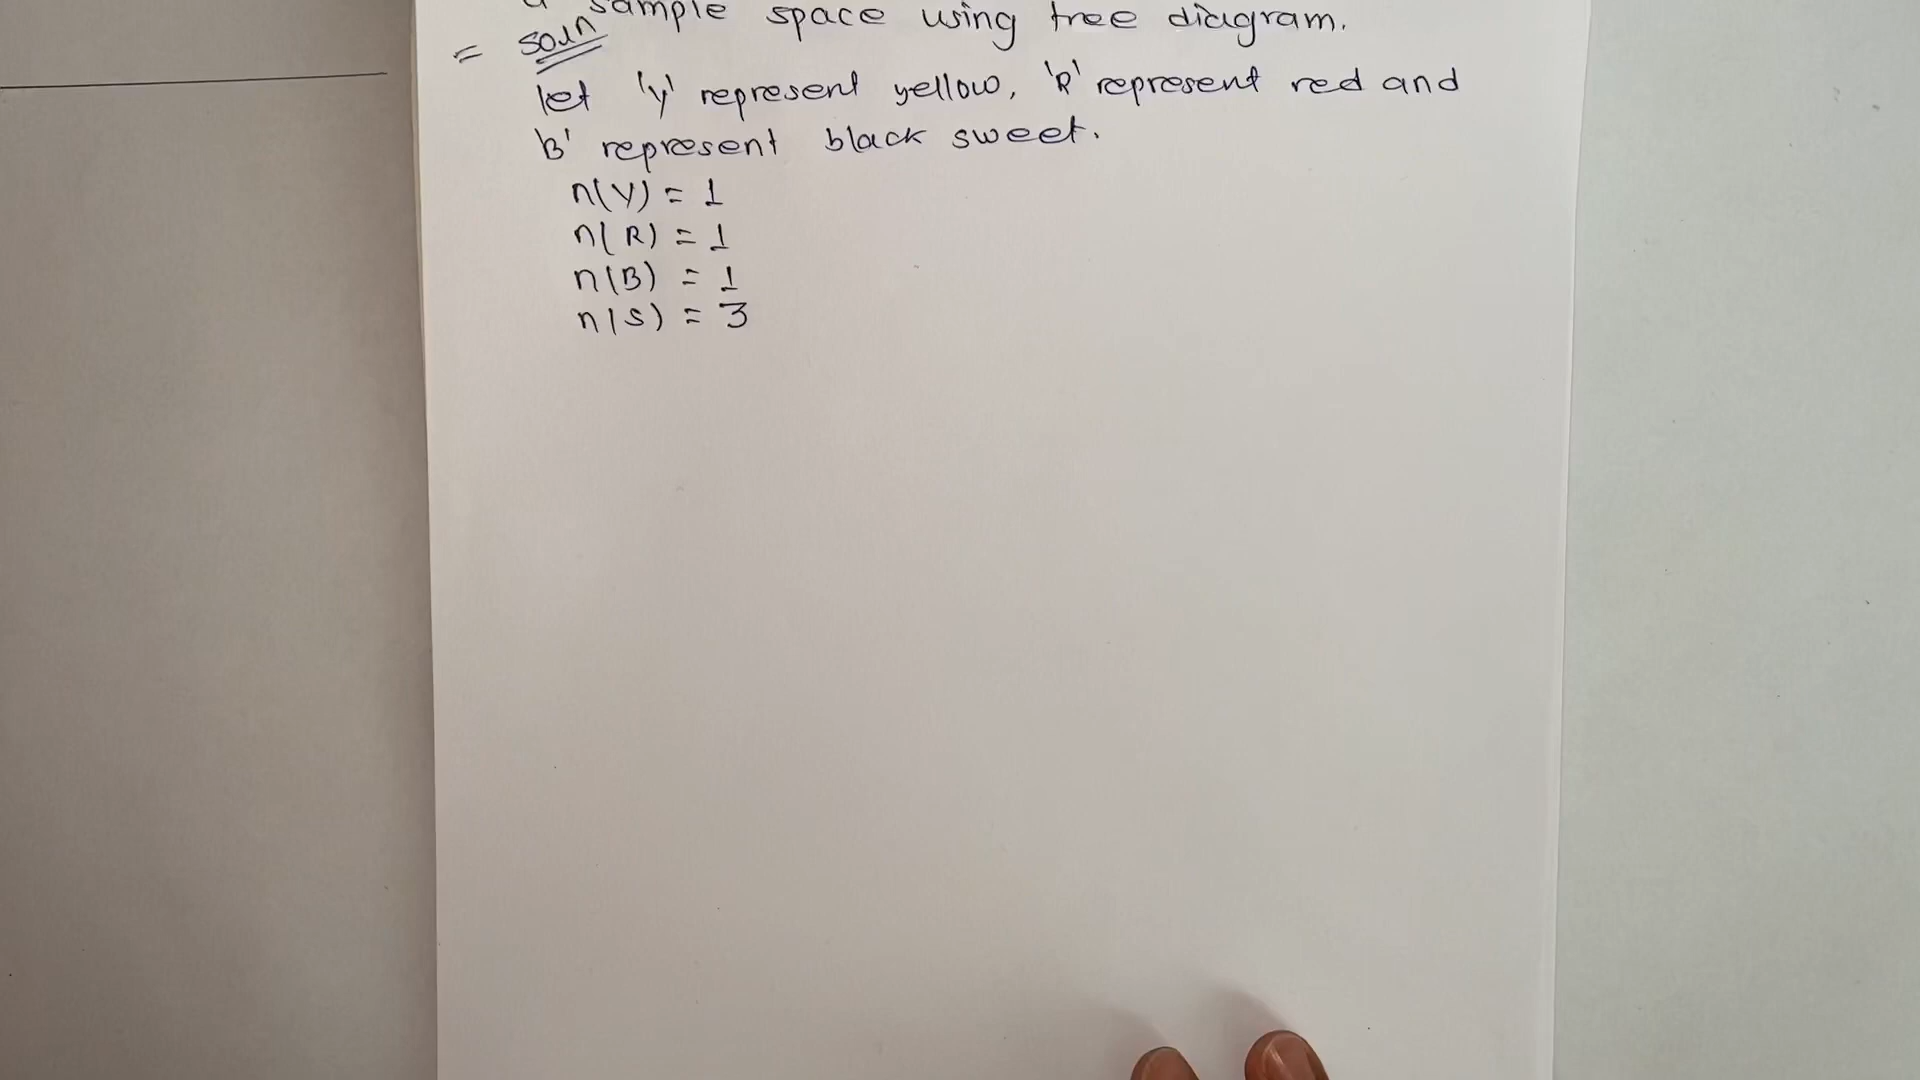 a sample space using tree diagram.
= Soln
let 'y' represent yellow, 'R' represent red and
'B' represent black sweet.
n(Y) = 1
n(R) = 1
n(B) = 1
n(S) = 3